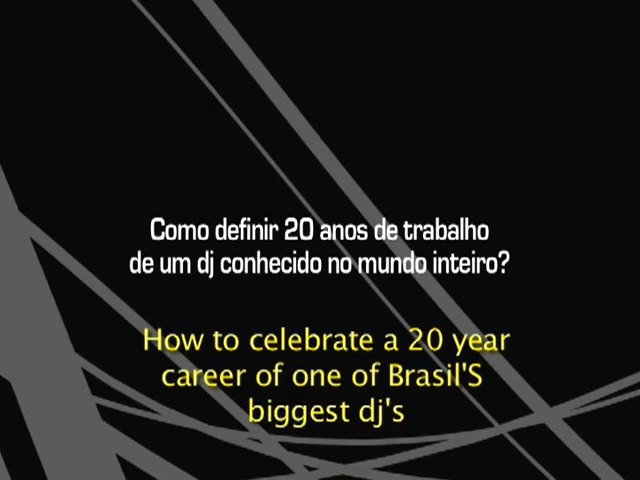 Como definir 20 anos de trabalho
de um dj conhecido no mundo inteiro?
How to celebrate a 20 year
career of one of Brasil'S
biggest dj's